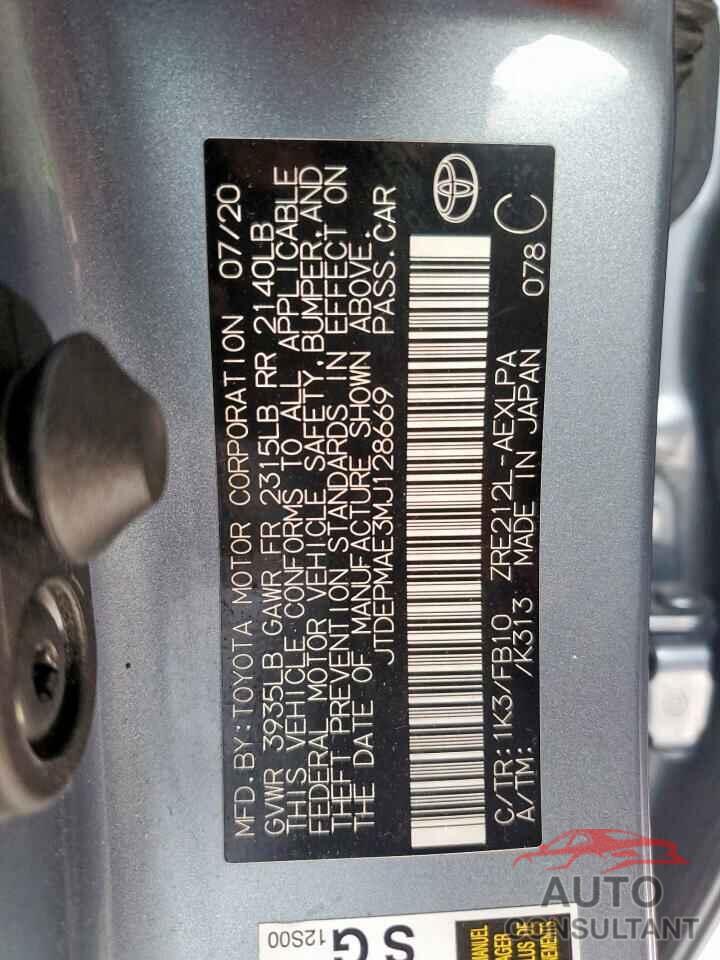 MFD.BY:TOYOTA MOTOR CORPORATION 07/20
GVWR 3935LB GAWR FR 2315LB RR 2140LB
THIS VEHICLE CONFORMS TO ALL APPLICABLE
FEDERAL MOTOR VEHICLE SAFETY,BUMPER,AND
THEFT PREVENTION STANDARDS IN EFFECT ON
THE DATE OF MANUFACTURE SHOWN ABOVE.
JTDEPMAE3MJ128669 PASS.CAR
C/TR:1K3/FB10 ZRE212L-AEXLPA 078 C
A/TM: /K313 MADE IN JAPAN
12S00
SG
MANUEL
AUTO
CONSULTANT